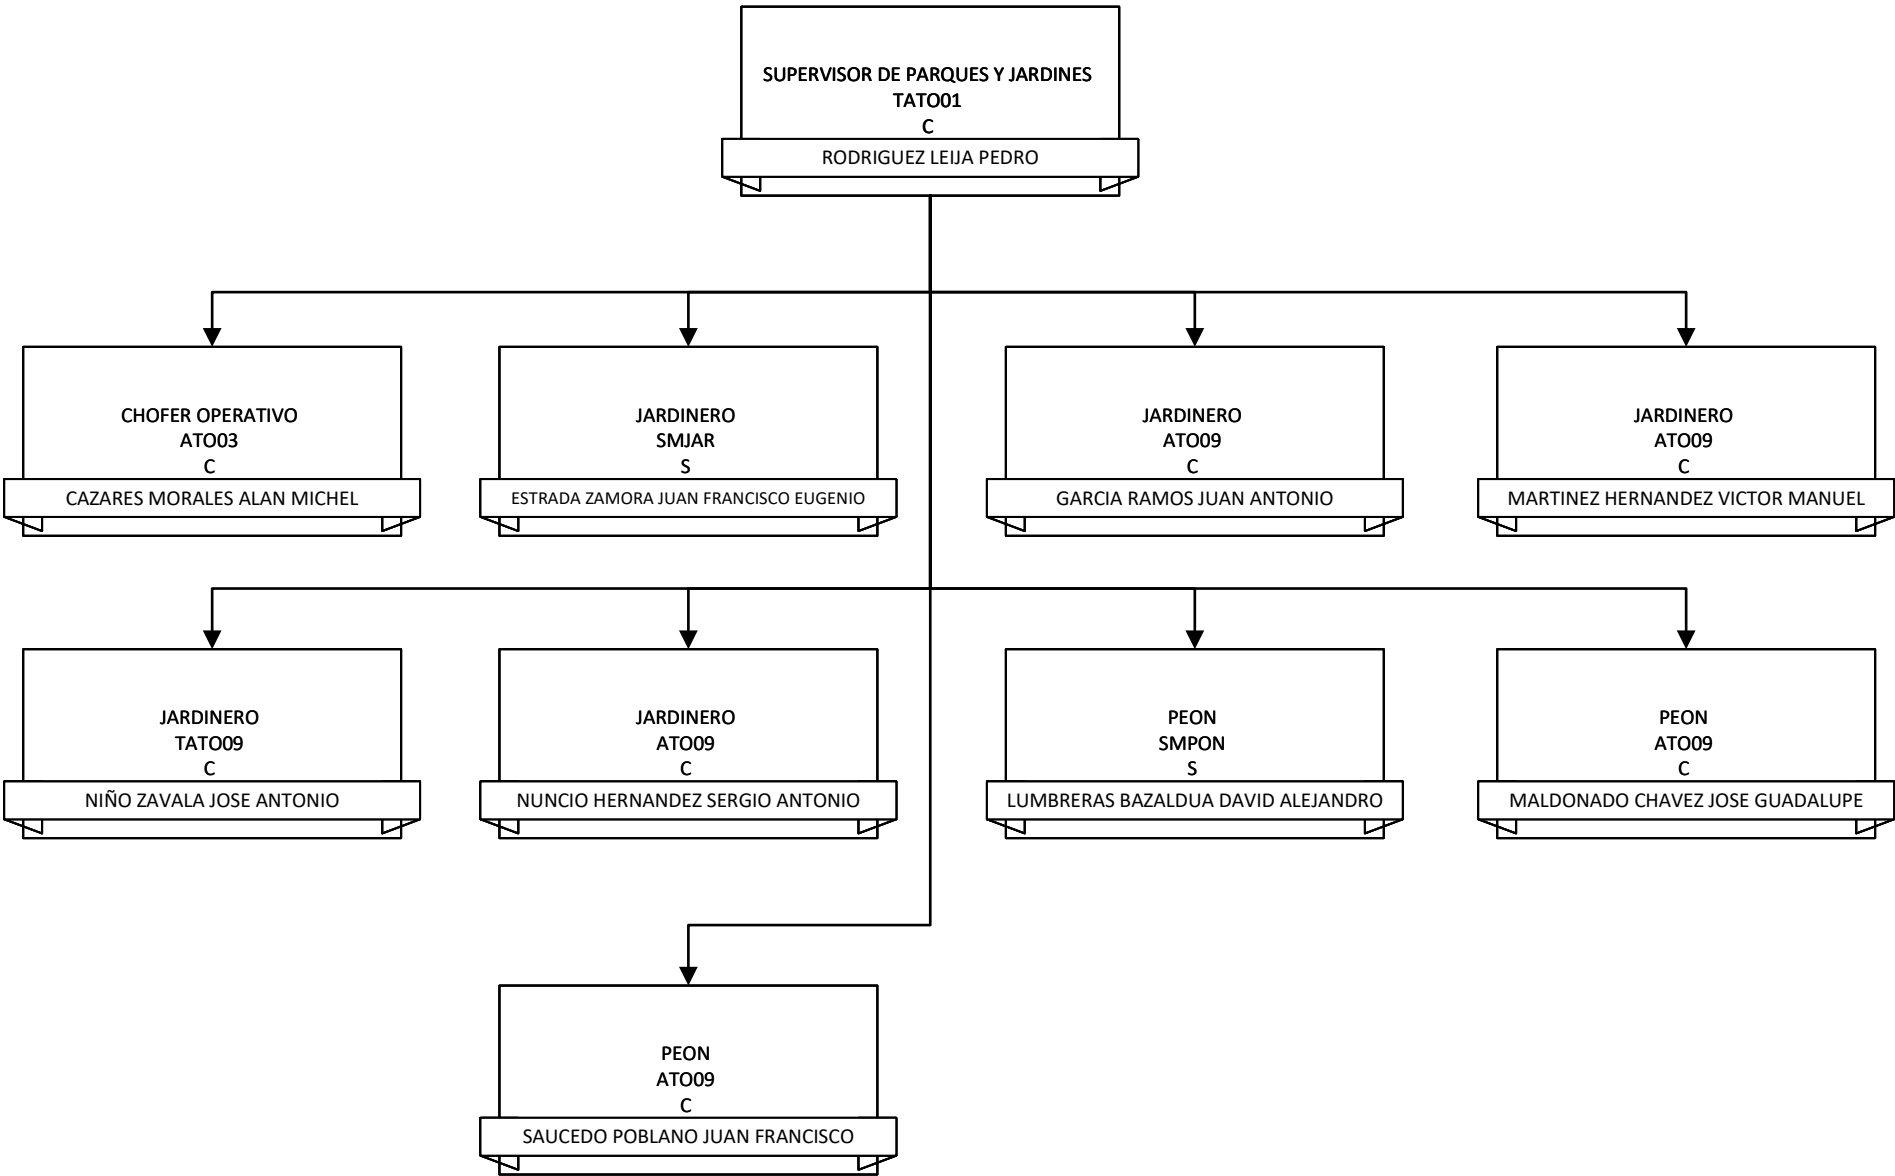 SUPERVISOR DE PARQUES Y JARDINES
TATO01
C
RODRIGUEZ LEIJA PEDRO
CHOFER OPERATIVO
ATO03
C
CAZARES MORALES ALAN MICHEL
JARDINERO
SMJAR
S
ESTRADA ZAMORA JUAN FRANCISCO EUGENIO
JARDINERO
ATO09
C
GARCIA RAMOS JUAN ANTONIO
JARDINERO
ATO09
C
MARTINEZ HERNANDEZ VICTOR MANUEL
JARDINERO
TATO09
C
NIÑO ZAVALA JOSE ANTONIO
JARDINERO
ATO09
C
NUNCIO HERNANDEZ SERGIO ANTONIO
PEON
SMPON
S
LUMBRERAS BAZALDUA DAVID ALEJANDRO
PEON
ATO09
C
MALDONADO CHAVEZ JOSE GUADALUPE
PEON
ATO09
C
SAUCEDO POBLANO JUAN FRANCISCO